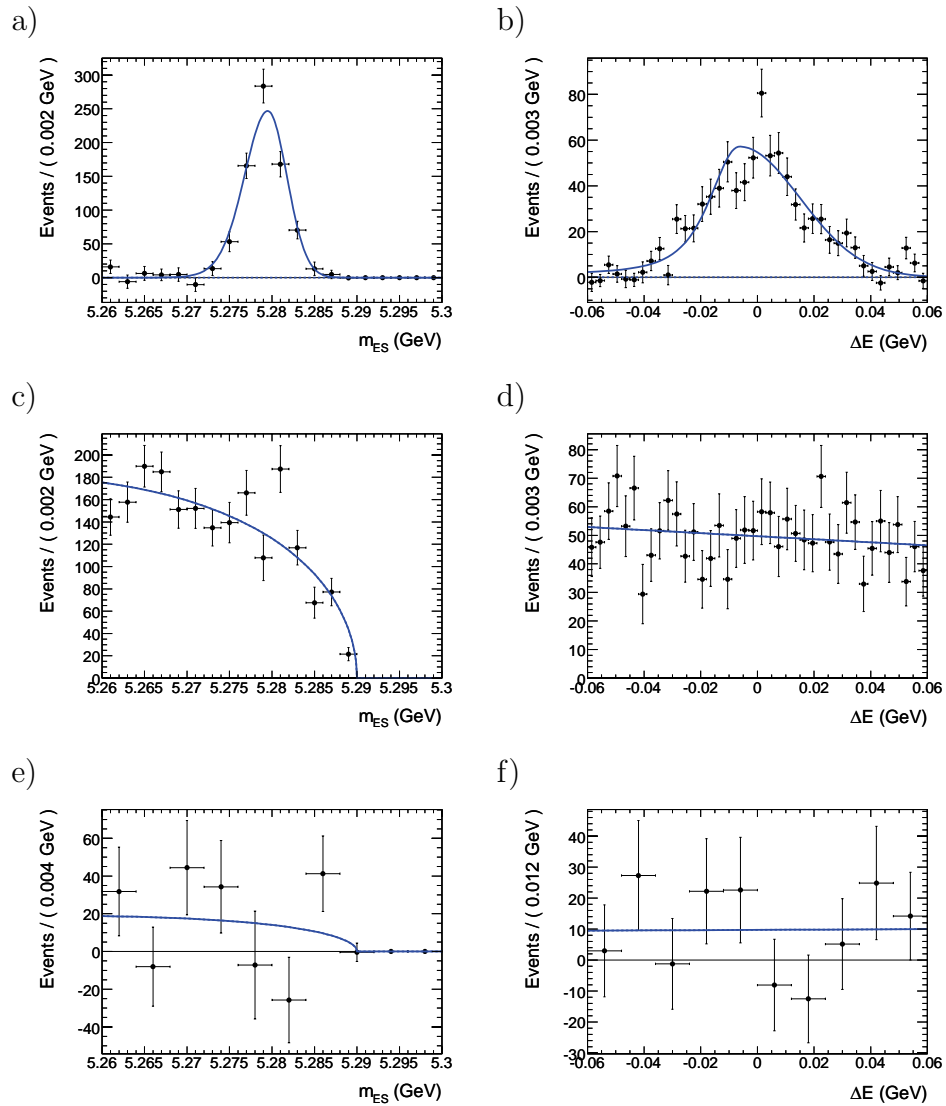 a)
Events / ( 0.002 GeV )
300
250
200
150
100
50
0
5.26 5.265 5.27 5.275 5.28 5.285 5.29 5.295 5.3
mES (GeV)
b)
Events / ( 0.003 GeV )
80
60
40
20
0
-0.06 -0.04 -0.02 0 0.02 0.04 0.06
ΔE (GeV)
c)
Events / ( 0.002 GeV )
200
180
160
140
120
100
80
60
40
20
0
5.26 5.265 5.27 5.275 5.28 5.285 5.29 5.295 5.3
mES (GeV)
d)
Events / ( 0.003 GeV )
80
70
60
50
40
30
20
10
0
-0.06 -0.04 -0.02 0 0.02 0.04 0.06
ΔE (GeV)
e)
Events / ( 0.004 GeV )
60
40
20
0
-20
-40
5.26 5.265 5.27 5.275 5.28 5.285 5.29 5.295 5.3
mES (GeV)
f)
Events / ( 0.012 GeV )
40
30
20
10
0
-10
-20
-30
-0.06 -0.04 -0.02 0 0.02 0.04 0.06
ΔE (GeV)